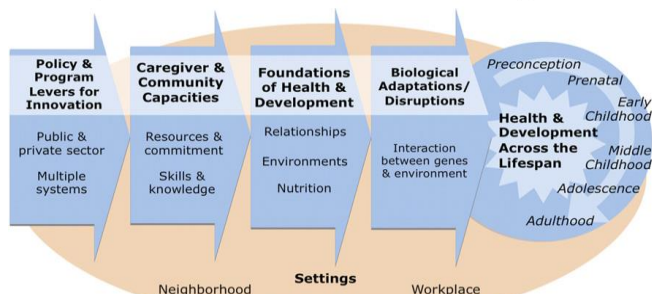 Policy &
Program
Levers for
Innovation
Public &
private sector
Multiple
systems
Caregiver &
Community
Capacities
Resources &
commitment
Skills &
knowledge
Foundations
of Health &
Development
Relationships
Environments
Nutrition
Biological
Adaptations/
Disruptions
Interaction
between genes
& environment
Health &
Development
Across the
Lifespan
Preconception
Prenatal
Early
Childhood
Middle
Childhood
Adolescence
Adulthood
Settings
Neighborhood
Workplace